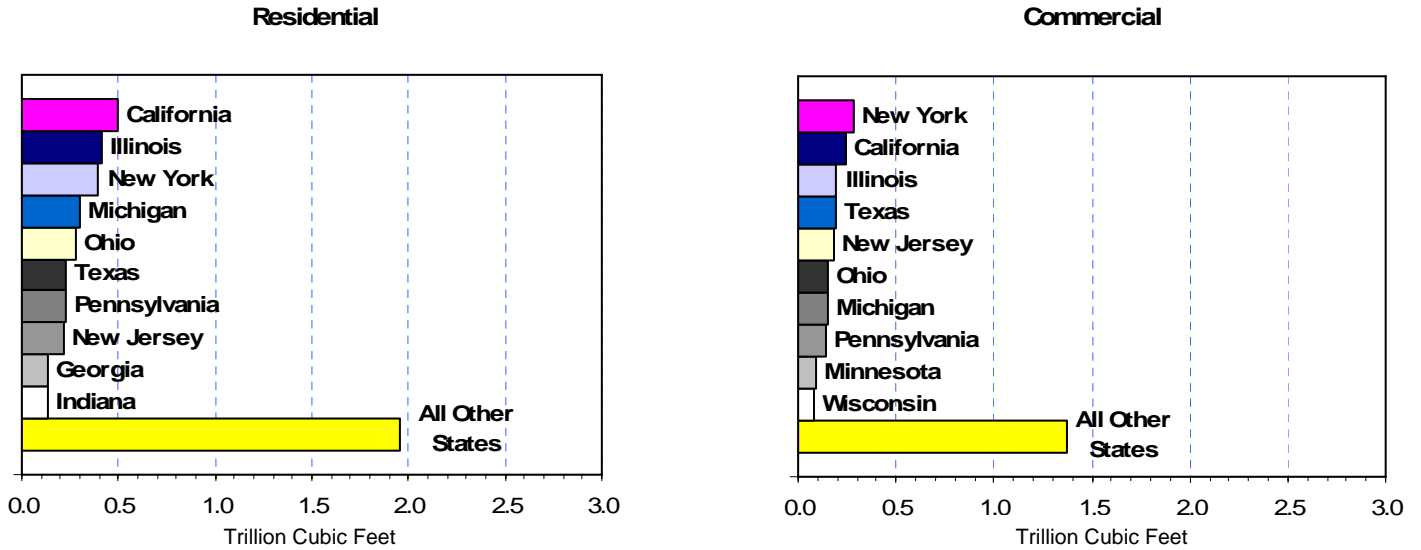 Residential
California
Illinois
New York
Michigan
Ohio
Texas
Pennsylvania
New Jersey
Georgia
Indiana
All Other
States
0.0 0.5 1.0 1.5 2.0 2.5 3.0
Trillion Cubic Feet
Commercial
New York
California
Illinois
Texas
New Jersey
Ohio
Michigan
Pennsylvania
Minnesota
Wisconsin
All Other
States
0.0 0.5 1.0 1.5 2.0 2.5 3.0
Trillion Cubic Feet